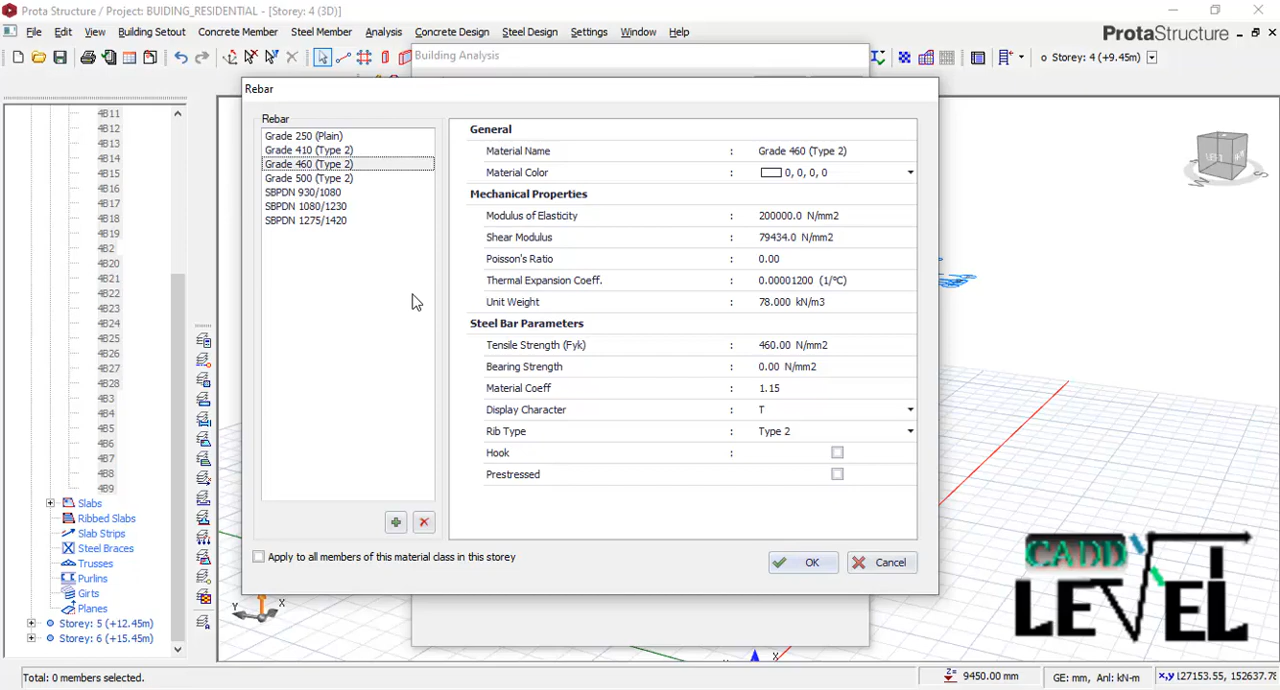 Prota Structure / Project: BUIDING_RESIDENTIAL - [Storey: 4 (3D)]
File Edit View Building Setout Concrete Member Steel Member Analysis Concrete Design Steel Design Settings Window Help
ProtaStructure
Building Analysis
o Storey: 4 (+9.45m)
Rebar
Rebar
Grade 250 (Plain)
Grade 410 (Type 2)
Grade 460 (Type 2)
Grade 500 (Type 2)
SBPDN 930/1080
SBPDN 1080/1230
SBPDN 1275/1420
General
Material Name : Grade 460 (Type 2)
Material Color : 0, 0, 0, 0
Mechanical Properties
Modulus of Elasticity : 200000.0 N/mm2
Shear Modulus : 79434.0 N/mm2
Poisson's Ratio : 0.00
Thermal Expansion Coeff. : 0.00001200 (1/°C)
Unit Weight : 78.000 kN/m3
Steel Bar Parameters
Tensile Strength (Fyk) : 460.00 N/mm2
Bearing Strength : 0.00 N/mm2
Material Coeff : 1.15
Display Character : T
Rib Type : Type 2
Hook :
Prestressed :
Apply to all members of this material class in this storey
OK Cancel
4B11
4B12
4B13
4B14
4B15
4B16
4B17
4B18
4B19
4B2
4B20
4B21
4B22
4B23
4B24
4B25
4B26
4B27
4B28
4B3
4B4
4B5
4B6
4B7
4B8
4B9
Slabs
Ribbed Slabs
Slab Strips
Steel Braces
Trusses
Purlins
Girts
Planes
Storey: 5 (+12.45m)
Storey: 6 (+15.45m)
Y X
X
W S
CADD
LEVEL
Total: 0 members selected.
Z= 9450.00 mm GE: mm, Anl: kN-m x,y 127153.55, 152637.78